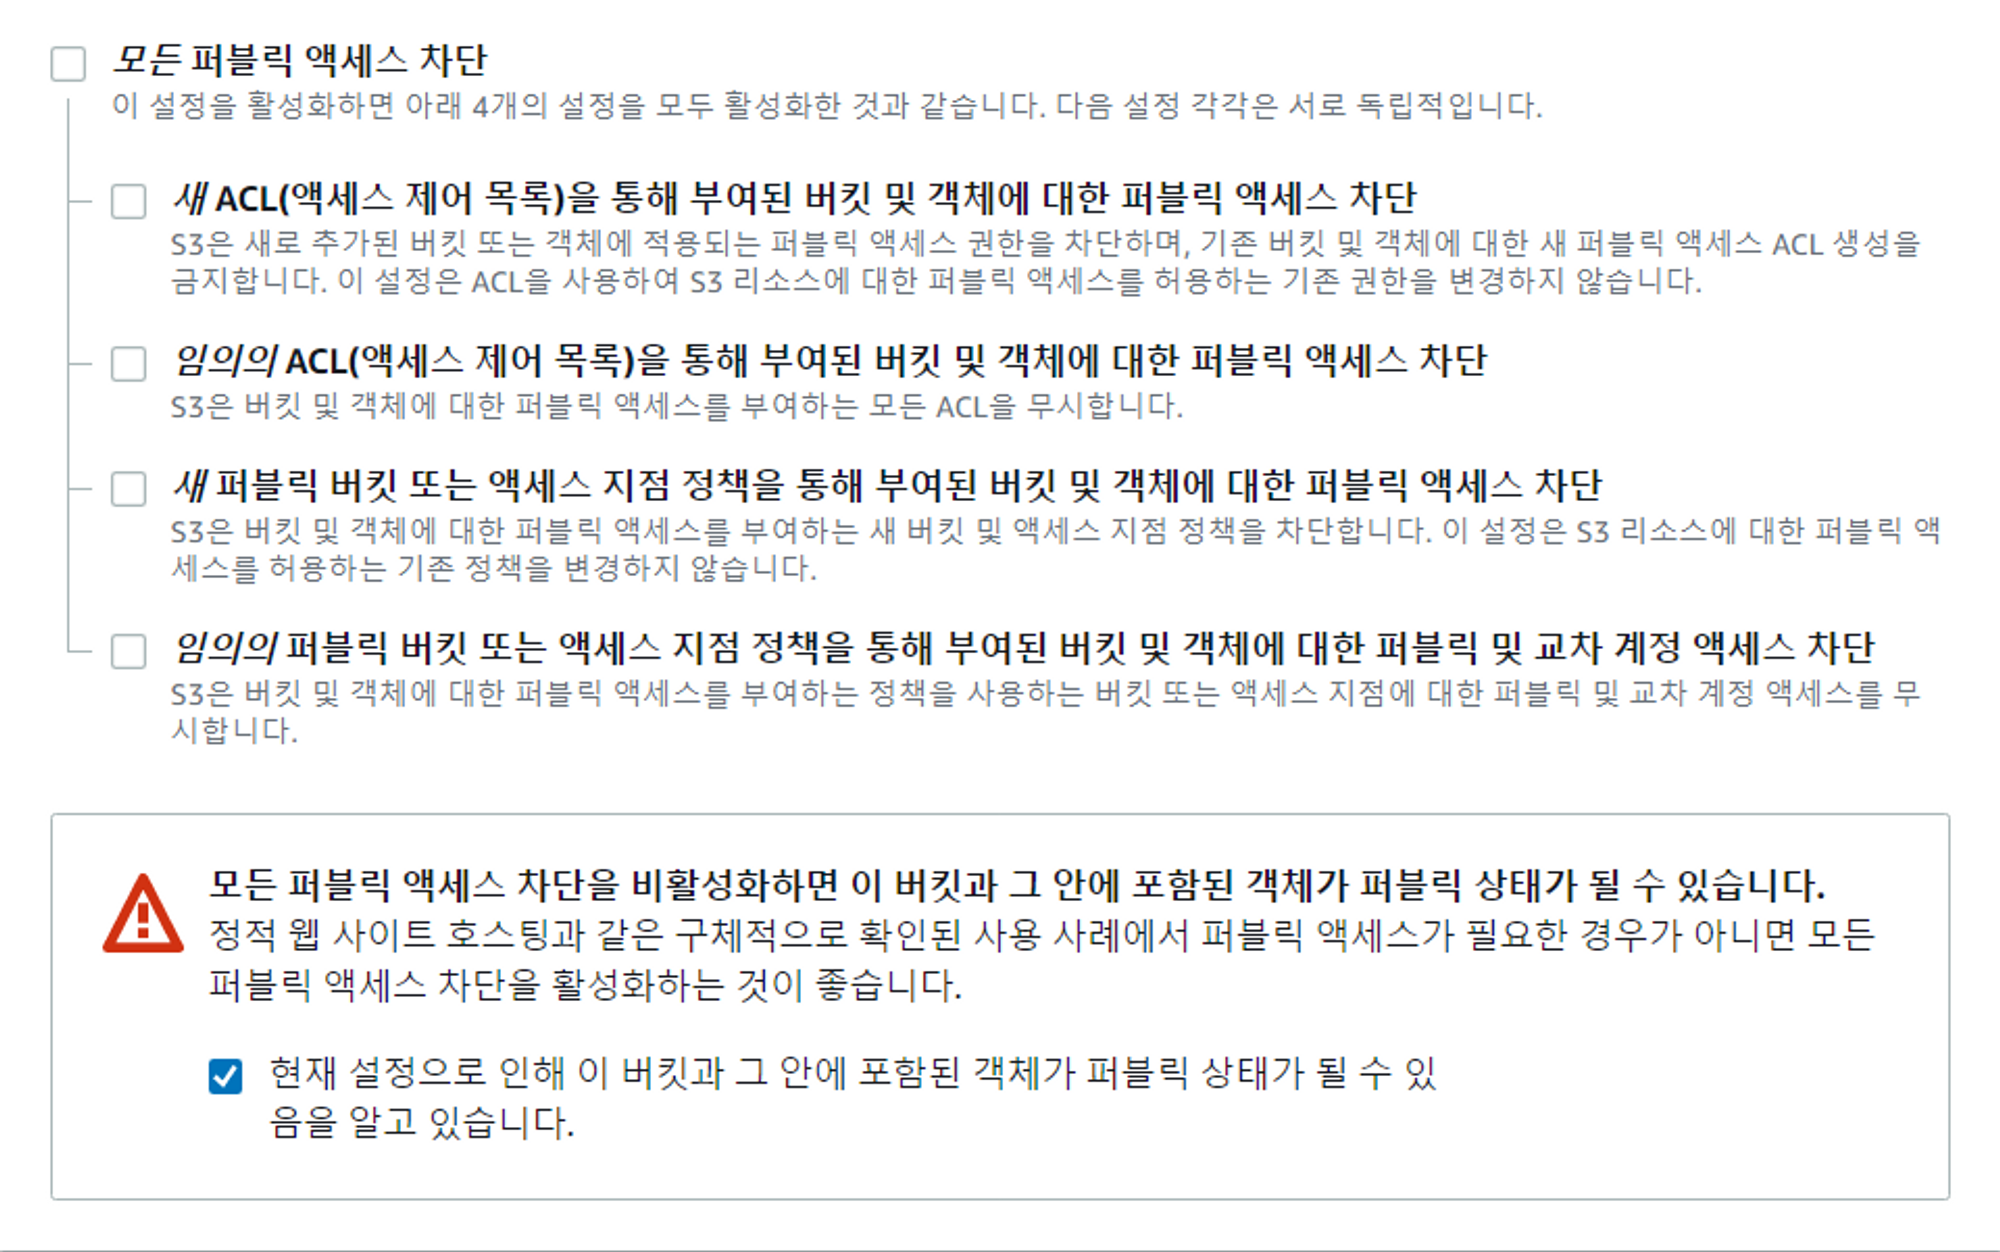 모든 퍼블릭 액세스 차단
이 설정을 활성화하면 아래 4개의 설정을 모두 활성화한 것과 같습니다. 다음 설정 각각은 서로 독립적입니다.
새 ACL(액세스 제어 목록)을 통해 부여된 버킷 및 객체에 대한 퍼블릭 액세스 차단
S3은 새로 추가된 버킷 또는 객체에 적용되는 퍼블릭 액세스 권한을 차단하며, 기존 버킷 및 객체에 대한 새 퍼블릭 액세스 ACL 생성을
금지합니다. 이 설정은 ACL을 사용하여 S3 리소스에 대한 퍼블릭 액세스를 허용하는 기존 권한을 변경하지 않습니다.
임의의 ACL(액세스 제어 목록)을 통해 부여된 버킷 및 객체에 대한 퍼블릭 액세스 차단
S3은 버킷 및 객체에 대한 퍼블릭 액세스를 부여하는 모든 ACL을 무시합니다.
새 퍼블릭 버킷 또는 액세스 지점 정책을 통해 부여된 버킷 및 객체에 대한 퍼블릭 액세스 차단
S3은 버킷 및 객체에 대한 퍼블릭 액세스를 부여하는 새 버킷 및 액세스 지점 정책을 차단합니다. 이 설정은 S3 리소스에 대한 퍼블릭 액
세스를 허용하는 기존 정책을 변경하지 않습니다.
임의의 퍼블릭 버킷 또는 액세스 지점 정책을 통해 부여된 버킷 및 객체에 대한 퍼블릭 및 교차 계정 액세스 차단
S3은 버킷 및 객체에 대한 퍼블릭 액세스를 부여하는 정책을 사용하는 버킷 또는 액세스 지점에 대한 퍼블릭 및 교차 계정 액세스를 무
시합니다.
모든 퍼블릭 액세스 차단을 비활성화하면 이 버킷과 그 안에 포함된 객체가 퍼블릭 상태가 될 수 있습니다.
정적 웹 사이트 호스팅과 같은 구체적으로 확인된 사용 사례에서 퍼블릭 액세스가 필요한 경우가 아니면 모든
퍼블릭 액세스 차단을 활성화하는 것이 좋습니다.
현재 설정으로 인해 이 버킷과 그 안에 포함된 객체가 퍼블릭 상태가 될 수 있
음을 알고 있습니다.